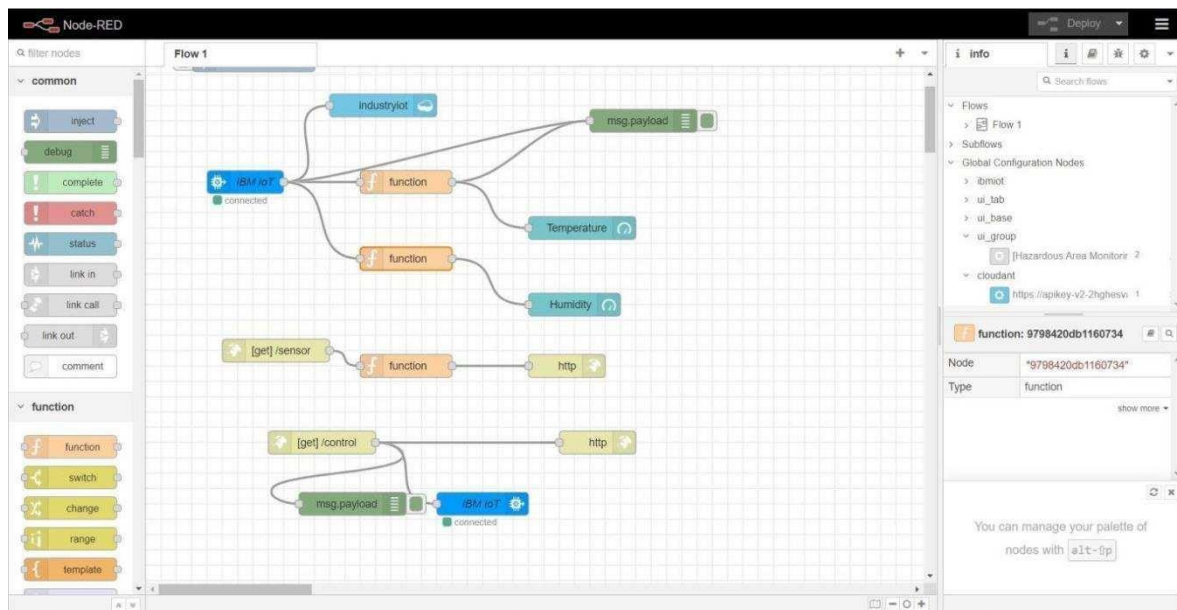 Node-RED
Deploy
filter nodes
common
inject
debug
complete
catch
status
link in
link call
link out
comment
function
function
switch
change
range
template
Flow 1
industryiot
msg.payload
IBM IoT
connected
function
Temperature
function
Humidity
[get] /sensor
function
http
[get] /control
http
msg.payload
IBM IoT
connected
info
Search flows
Flows
Flow 1
Subflows
Global Configuration Nodes
ibmiot
ui_tab
ui_base
ui_group
[Hazardous Area Monitorir 2
cloudant
https://apikey-v2-2hghesv 1
function: 9798420db1160734
Node "9798420db1160734"
Type function
show more
You can manage your palette of
nodes with alt-⇧p